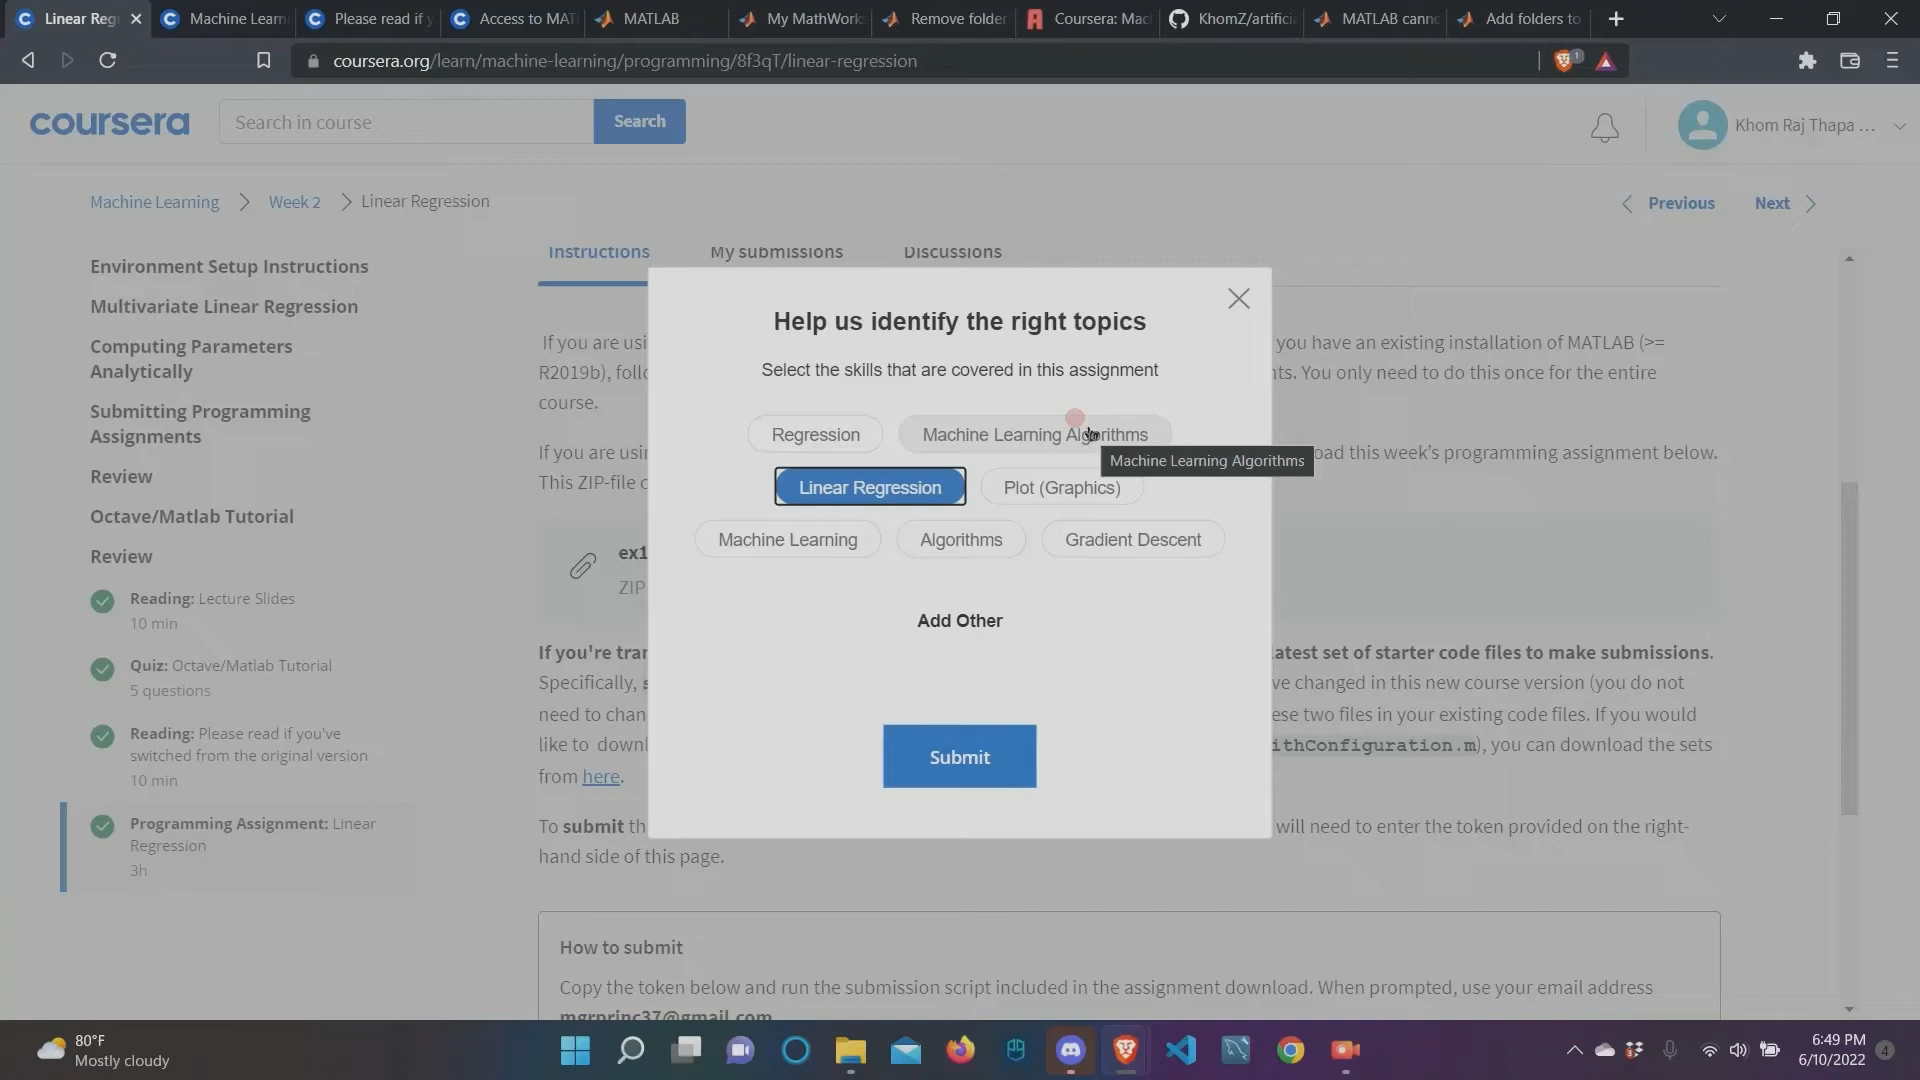 Linear Reg
Machine Learni
Please read if y
Access to MAT
MATLAB
My MathWorks
Remove folder
Coursera: Mac
KhomZ/artificia
MATLAB canno
Add folders to
coursera.org/learn/machine-learning/programming/8f3qT/linear-regression
1
coursera
Search in course
Search
Khom Raj Thapa ...
Machine Learning
Week 2
Linear Regression
Previous
Next
Environment Setup Instructions
Multivariate Linear Regression
Computing Parameters
Analytically
Submitting Programming
Assignments
Review
Octave/Matlab Tutorial
Review
Reading: Lecture Slides
10 min
Quiz: Octave/Matlab Tutorial
5 questions
Reading: Please read if you've
switched from the original version
10 min
Programming Assignment: Linear
Regression
3h
Instructions
My submissions
Discussions
If you are usi
you have an existing installation of MATLAB (>=
R2019b), foll
ts. You only need to do this once for the entire
course.
If you are usi
oad this week's programming assignment below.
This ZIP-file c
ex1
ZIP
If you're tran
latest set of starter code files to make submissions.
Specifically, s
ve changed in this new course version (you do not
need to chan
ese two files in your existing code files. If you would
like to downl
ithConfiguration.m), you can download the sets
from here.
To submit th
will need to enter the token provided on the right-
hand side of this page.
Help us identify the right topics
Select the skills that are covered in this assignment
Regression
Machine Learning Algorithms
Machine Learning Algorithms
Linear Regression
Plot (Graphics)
Machine Learning
Algorithms
Gradient Descent
Add Other
Submit
How to submit
Copy the token below and run the submission script included in the assignment download. When prompted, use your email address
mgrprinc37@gmail.com
80°F
Mostly cloudy
6:49 PM
6/10/2022
4